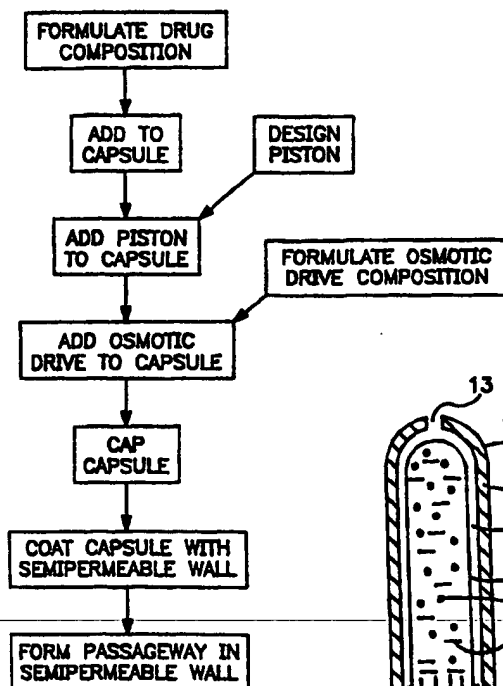 FORMULATE DRUG
COMPOSITION
ADD TO
CAPSULE
DESIGN
PISTON
ADD PISTON
TO CAPSULE
FORMULATE OSMOTIC
DRIVE COMPOSITION
ADD OSMOTIC
DRIVE TO CAPSULE
13
CAP
CAPSULE
COAT CAPSULE WITH
SEMIPERMEABLE WALL
FORM PASSAGEWAY IN
SEMIPERMEABLE WALL